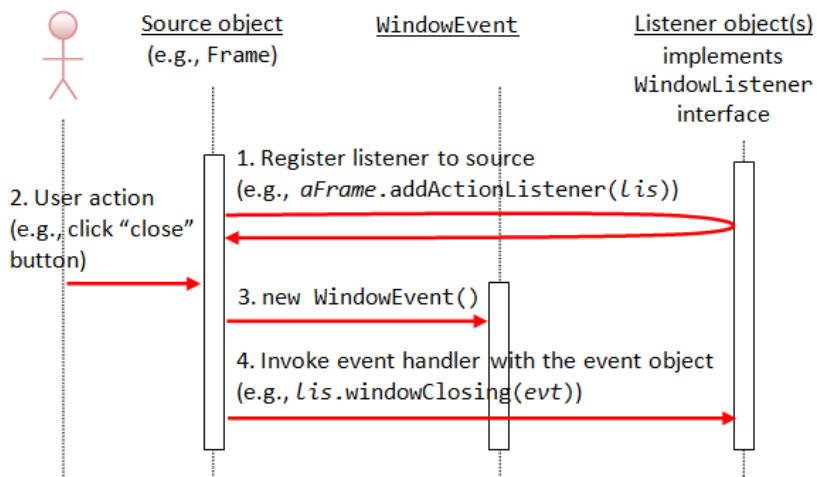 Source object
(e.g., Frame)
WindowEvent
Listener object(s)
implements
WindowListener
interface
1. Register listener to source
(e.g., aFrame.addActionListener(lis))
2. User action
(e.g., click “close”
button)
3. new WindowEvent()
4. Invoke event handler with the event object
(e.g., lis.windowClosing(evt))